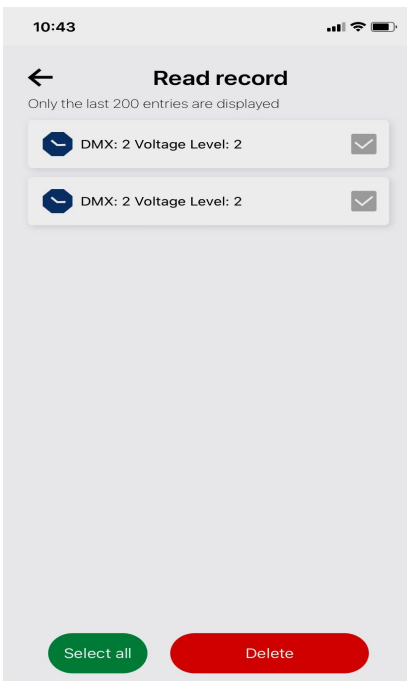 10:43
Read record
Only the last 200 entries are displayed
DMX: 2 Voltage Level: 2
DMX: 2 Voltage Level: 2
Select all
Delete